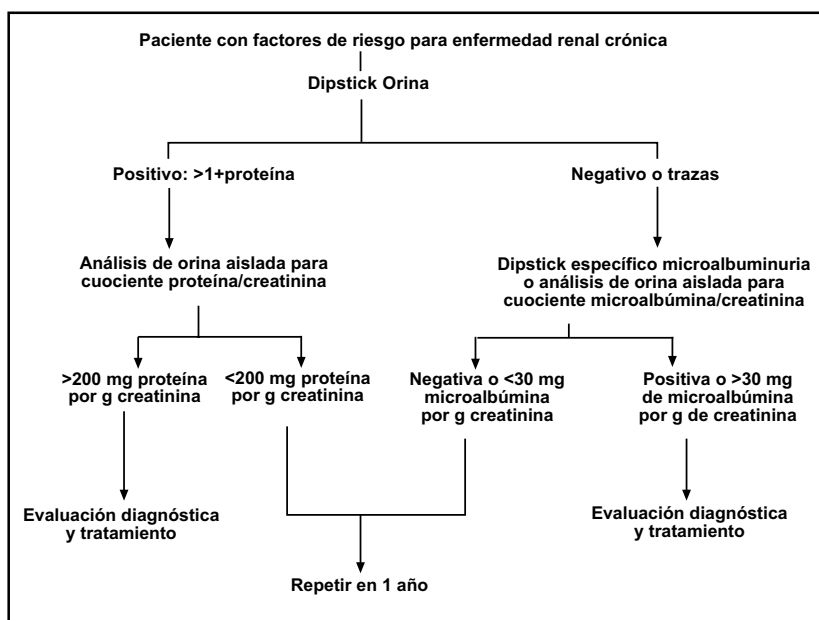 Paciente con factores de riesgo para enfermedad renal crónica
Dipstick Orina
Positivo: >1+proteína
Negativo o trazas
Análisis de orina aislada para
cuociente proteína/creatinina
Dipstick específico microalbuminuria
o análisis de orina aislada para
cuociente microalbúmina/creatinina
>200 mg proteína
por g creatinina
<200 mg proteína
por g creatinina
Negativa o <30 mg
microalbúmina
por g creatinina
Positiva o >30 mg
de microalbúmina
por g de creatinina
Evaluación diagnóstica
y tratamiento
Evaluación diagnóstica
y tratamiento
Repetir en 1 año